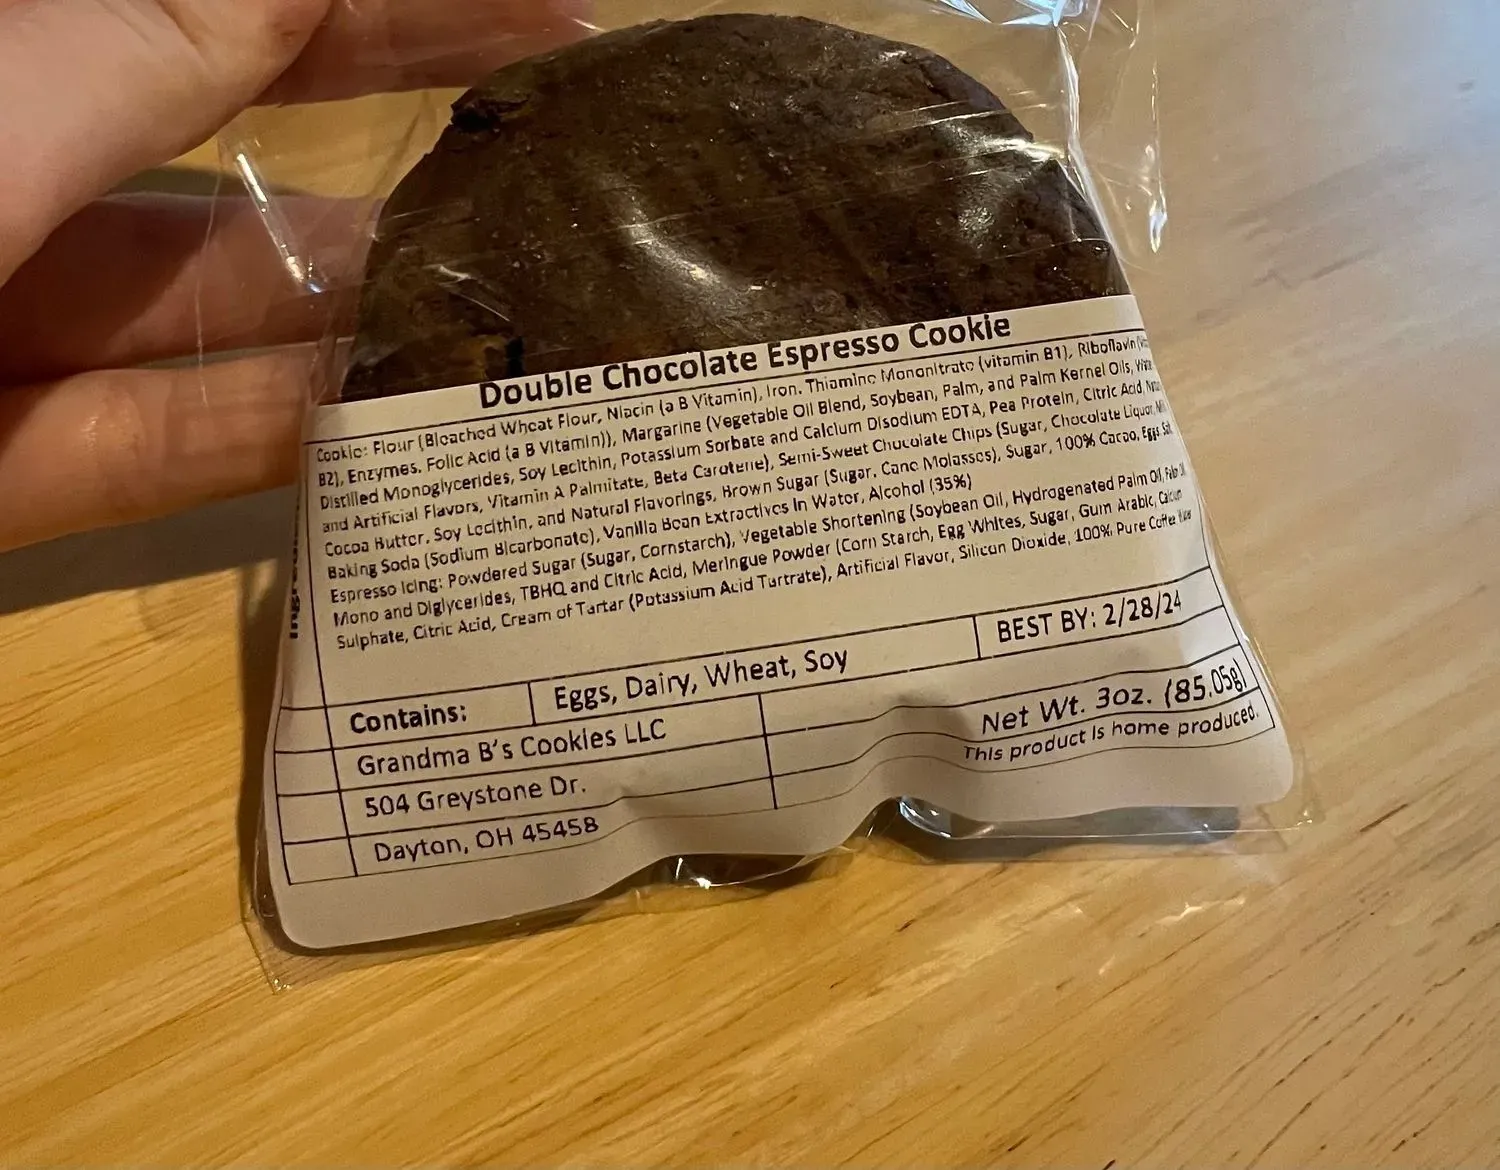 Double Chocolate Espresso Cookie
Cookie: Flour (Bleached Wheat Flour, Niacin (a B Vitamin), Iron, Thiamine Mononitrate (vitamin B1), Riboflavin
B2), Enzymes, Folic Acid (a B Vitamin)), Margarine (Vegetable Oil Blend, Soybean, Palm, and Palm Kernel Oils,
Distilled Monoglycerides, Soy Lecithin, Potassium Sorbate and Calcium Disodium EDTA, Pea Protein, Citric Acid,
and Artificial Flavors, Vitamin A Palmitate, Beta Carotene), Semi-Sweet Chocolate Chips (Sugar, Chocolate Liquor,
Cocoa Butter, Soy Lecithin, and Natural Flavorings, Brown Sugar (Sugar, Cane Molasses), Sugar, 100% Cacao, Eggs
Baking Soda (Sodium Bicarbonate), Vanilla Bean Extractives in Water, Alcohol (35%)
Espresso Icing: Powdered Sugar (Sugar, Cornstarch), Vegetable Shortening (Soybean Oil, Hydrogenated Palm Oil,
Mono and Diglycerides, TBHQ and Citric Acid, Meringue Powder (Corn Starch, Egg Whites, Sugar, Gum Arabic, Calcium
Sulphate, Citric Acid, Cream of Tartar (Potassium Acid Tartrate), Artificial Flavor, Silicon Dioxide, 100% Pure Coffee
BEST BY: 2/28/24
Contains: Eggs, Dairy, Wheat, Soy
Grandma B's Cookies LLC
504 Greystone Dr.
Dayton, OH 45458
Net Wt. 3oz. (85.05g)
This product is home produced.